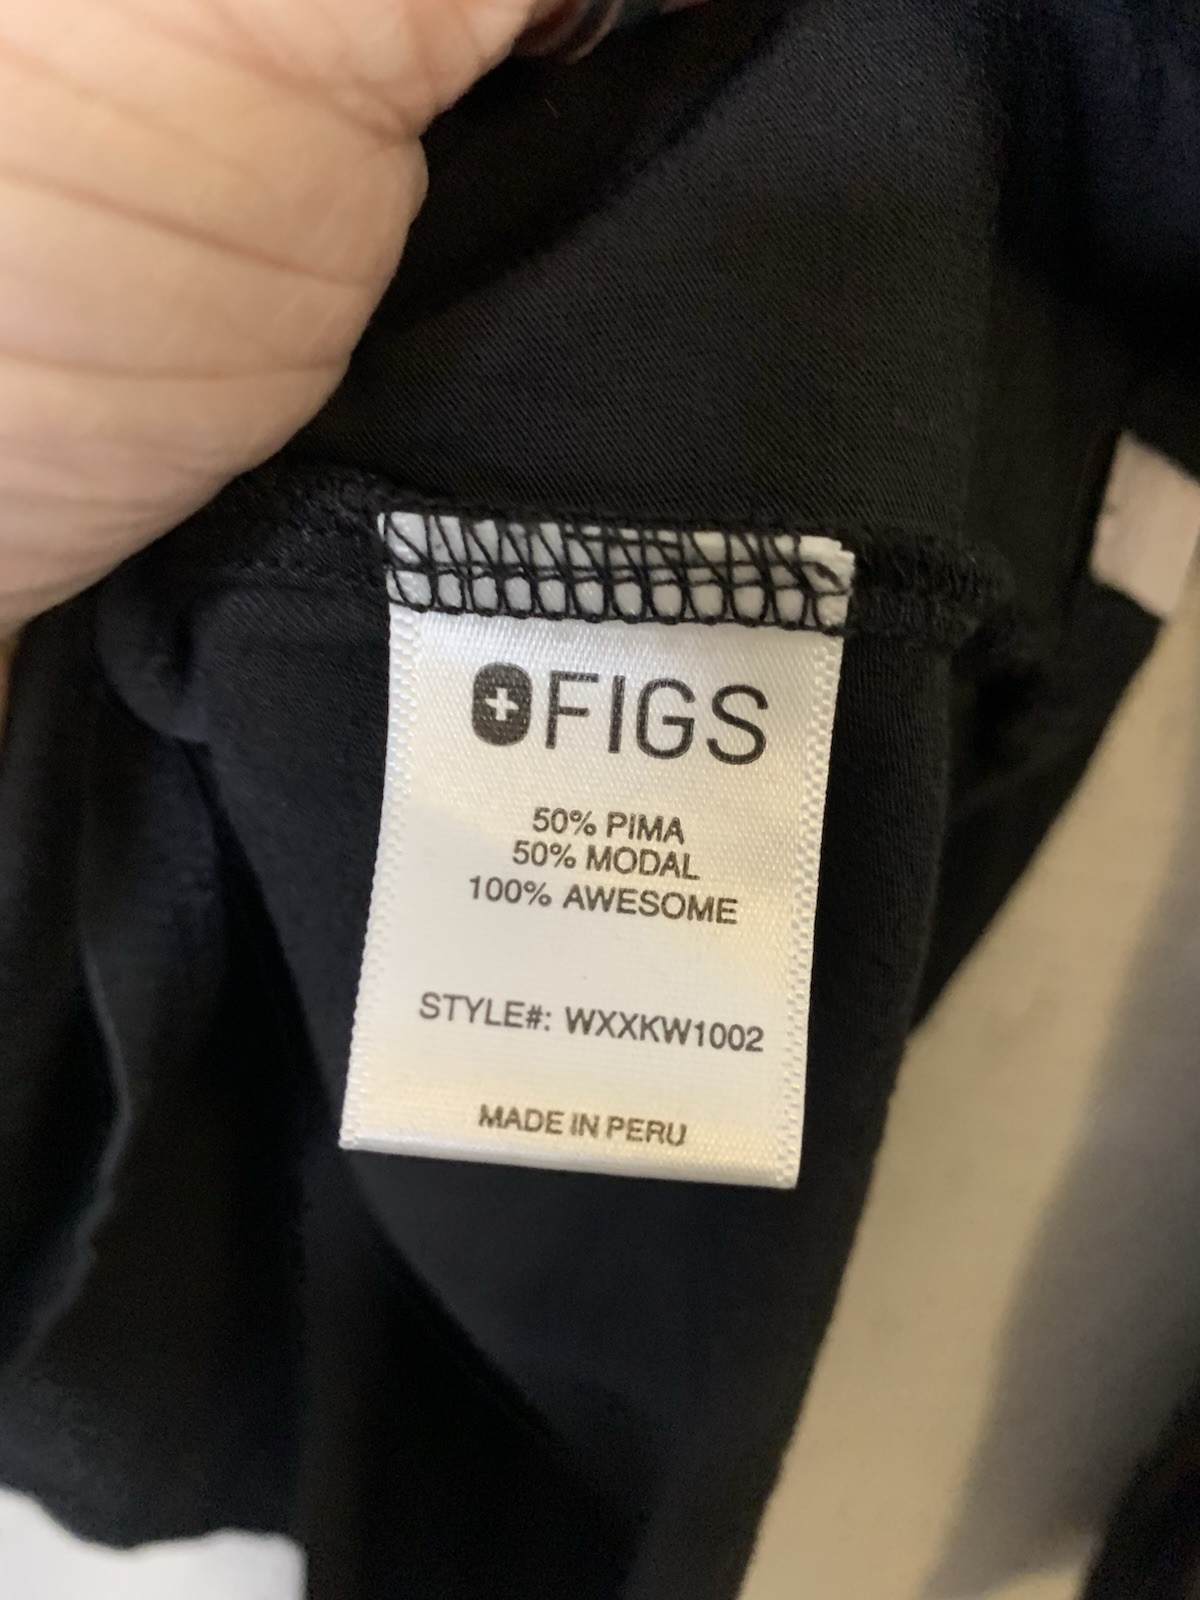 FIGS
50% PIMA
50% MODAL
100% AWESOME
STYLE#: WXXKW1002
MADE IN PERU